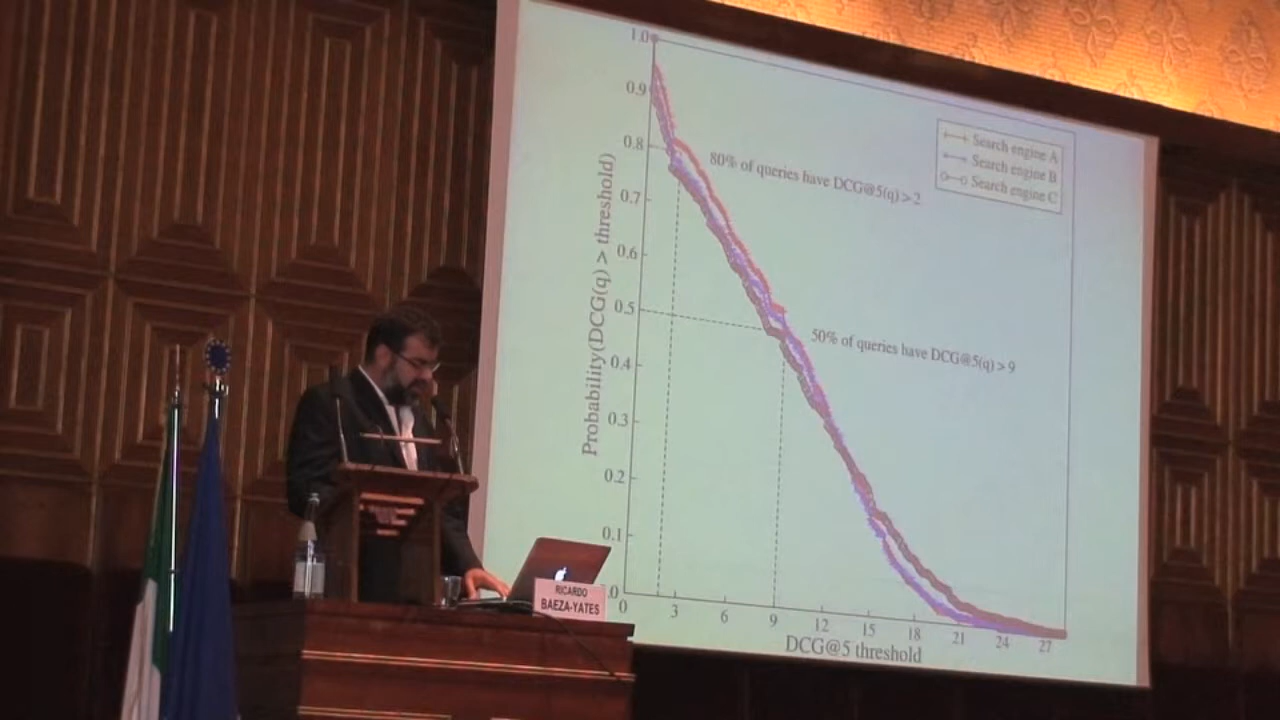 1.0
0.9
0.8
0.7
0.6
0.5
0.4
0.3
0.2
0.1
.0
Probability(DCG(q) > threshold)
80% of queries have DCG@5(q) > 2
Search engine A
Search engine B
Search engine C
50% of queries have DCG@5(q) > 9
0 3 6 9 12 15 18 21 24 27
DCG@5 threshold
RICARDO
BAEZA-YATES